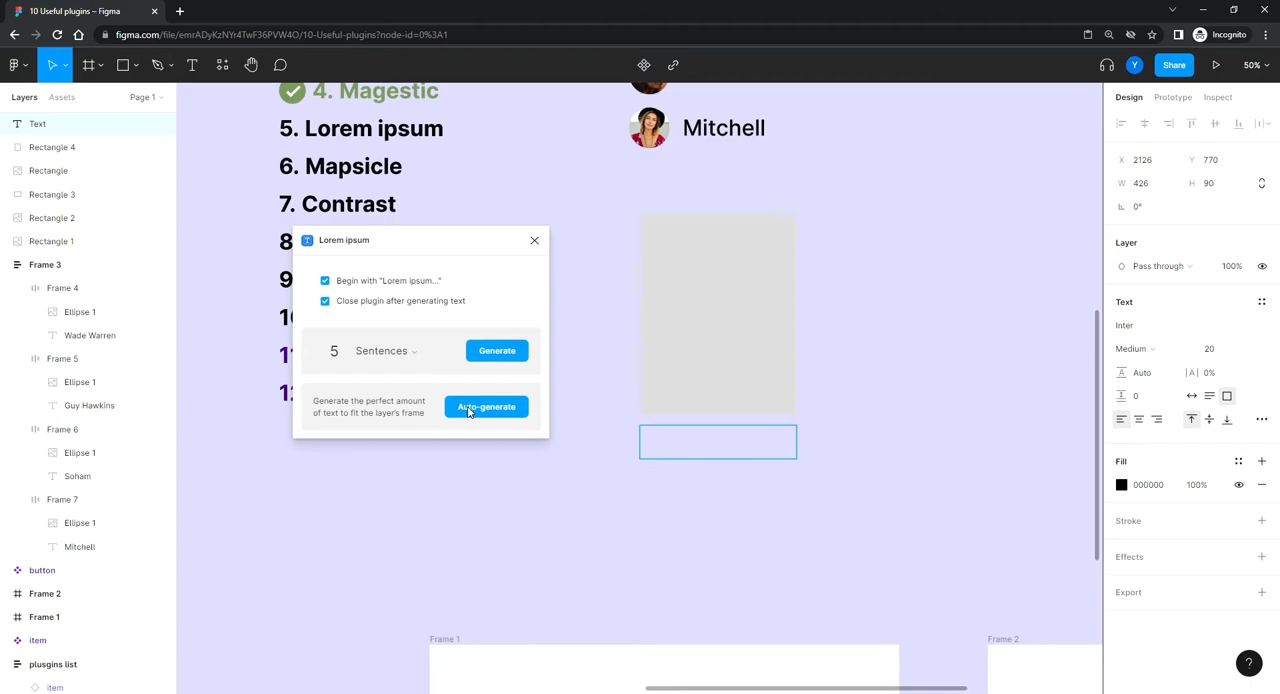 10 Useful plugins – Figma
figma.com/file/emrADyKzNYr4TwF36PVW4O/10-Useful-plugins?node-id=0%3A1
Incognito
Y
Share
50%
Layers
Assets
Page 1
Text
Rectangle 4
Rectangle
Rectangle 3
Rectangle 2
Rectangle 1
Frame 3
Frame 4
Ellipse 1
Wade Warren
Frame 5
Ellipse 1
Guy Hawkins
Frame 6
Ellipse 1
Soham
Frame 7
Ellipse 1
Mitchell
button
Frame 2
Frame 1
item
plusgins list
item
4. Magestic
5. Lorem ipsum
6. Mapsicle
7. Contrast
8
9
1
1
Mitchell
Lorem ipsum
Begin with "Lorem ipsum..."
Close plugin after generating text
5 Sentences
Generate
Generate the perfect amount
of text to fit the layer's frame
Auto-generate
Frame 1
Frame 2
Design
Prototype
Inspect
X 2126 Y 770
W 426 H 90
0°
Layer
Pass through 100%
Text
Inter
Medium 20
Auto |A| 0%
0
Fill
000000 100%
Stroke
Effects
Export
?